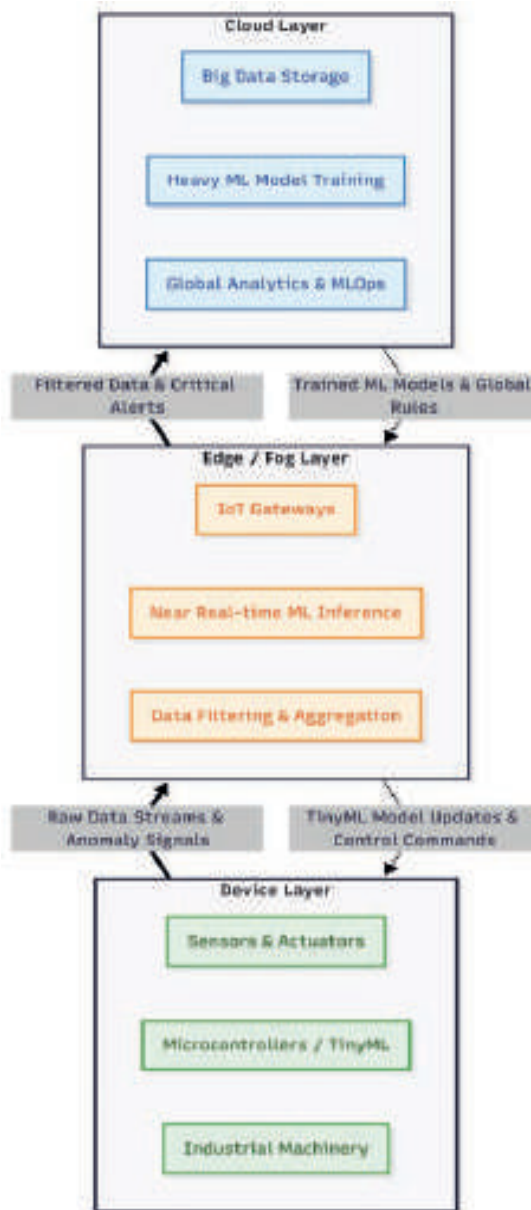 Cloud Layer
Big Data Storage
Heavy ML Model Training
Global Analytics & MLOps
Filtered Data & Critical
Alerts
Trained ML Models & Global
Rules
Edge / Fog Layer
IoT Gateways
Near Real-time ML Inference
Data Filtering & Aggregation
Raw Data Streams &
Anomaly Signals
TinyML Model Updates &
Control Commands
Device Layer
Sensors & Actuators
Microcontrollers / TinyML
Industrial Machinery